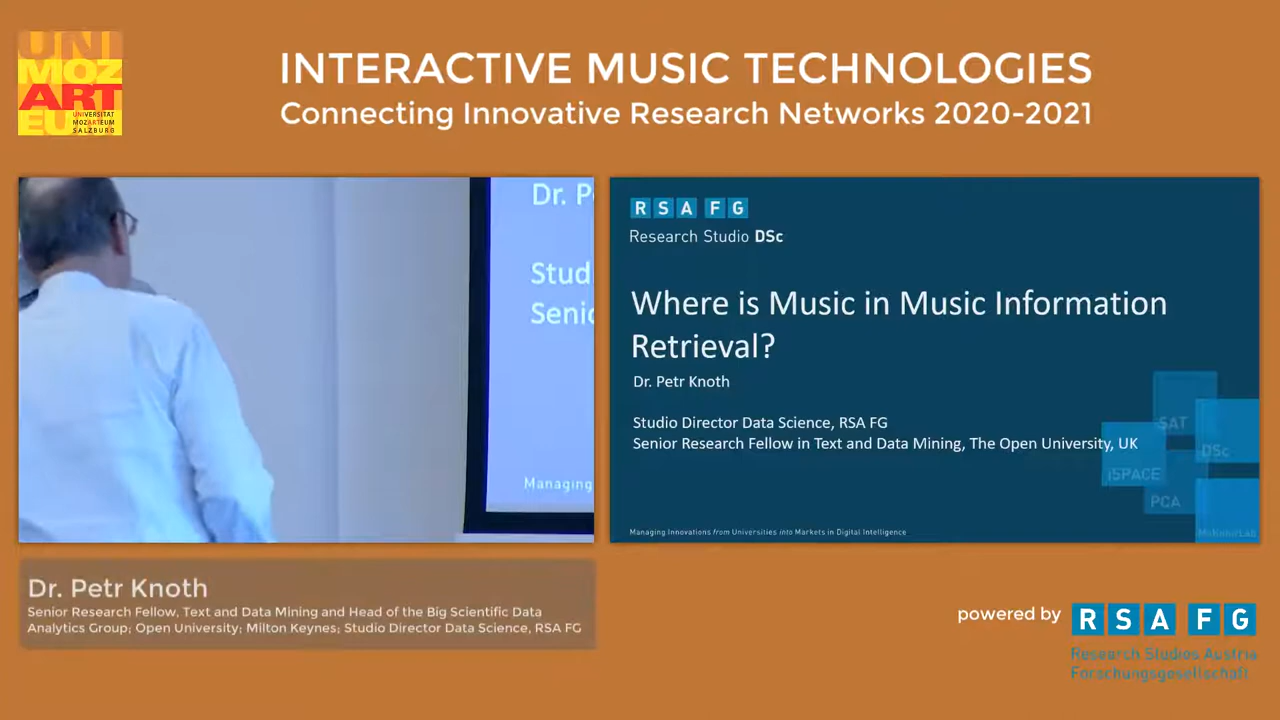 UNI
MOZ
ART
EU
UNIVERSITÄT
MOZARTEUM
SALZBURG
INTERACTIVE MUSIC TECHNOLOGIES
Connecting Innovative Research Networks 2020-2021
Dr. P
Stud
Senio
Managing
RSA FG
Research Studio DSc
Where is Music in Music Information
Retrieval?
Dr. Petr Knoth
Studio Director Data Science, RSA FG
Senior Research Fellow in Text and Data Mining, The Open University, UK
SAT
DSc
iSPACE
PCA
Managing Innovations from Universities into Markets in Digital Intelligence
Dr. Petr Knoth
Senior Research Fellow, Text and Data Mining and Head of the Big Scientific Data
Analytics Group; Open University; Milton Keynes; Studio Director Data Science, RSA FG
powered by RSA FG
Research Studios Austria
Forschungsgesellschaft